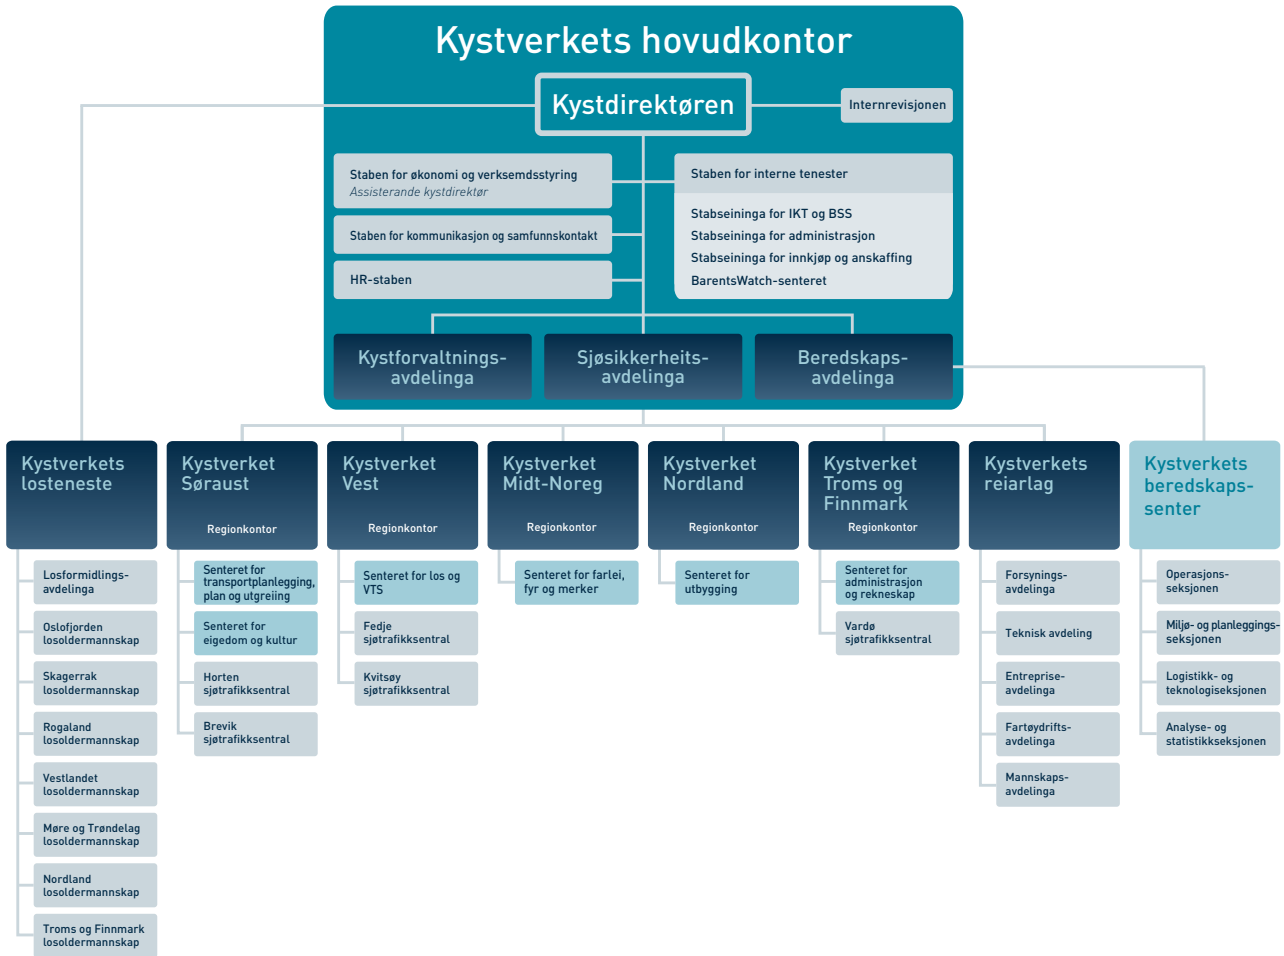 Kystverkets hovudkontor
Kystdirektøren
Internrevisjonen
Staben for økonomi og verksemdsstyring
Assisterande kystdirektør
Staben for kommunikasjon og samfunnskontakt
HR-staben
Staben for interne tenester
Stabseininga for IKT og BSS
Stabseininga for administrasjon
Stabseininga for innkjøp og anskaffing
BarentsWatch-senteret
Kystforvaltnings-
avdelinga
Sjøsikkerheits-
avdelinga
Beredskaps-
avdelinga
Kystverkets
losteneste
Losformidlings-
avdelinga
Oslofjorden
losoldermannskap
Skagerrak
losoldermannskap
Rogaland
losoldermannskap
Vestlandet
losoldermannskap
Møre og Trøndelag
losoldermannskap
Nordland
losoldermannskap
Troms og Finnmark
losoldermannskap
Kystverket
Søraust
Regionkontor
Senteret for
transportplanlegging,
plan og utgreiing
Senteret for
eigedom og kultur
Horten
sjøtrafikksentral
Brevik
sjøtrafikksentral
Kystverket
Vest
Regionkontor
Senteret for los og
VTS
Fedje
sjøtrafikksentral
Kvitsøy
sjøtrafikksentral
Kystverket
Midt-Noreg
Regionkontor
Senteret for farlei,
fyr og merker
Kystverket
Nordland
Regionkontor
Senteret for
utbygging
Kystverket
Troms og
Finnmark
Regionkontor
Senteret for
administrasjon
og rekneskap
Vardø
sjøtrafikksentral
Kystverkets
reiarlag
Forsynings-
avdelinga
Teknisk avdeling
Entreprise-
avdelinga
Fartøydrifts-
avdelinga
Mannskaps-
avdelinga
Kystverkets
beredskaps-
senter
Operasjons-
seksjonen
Miljø- og planleggings-
seksjonen
Logistikk- og
teknologiseksjonen
Analyse- og
statistikkseksjonen